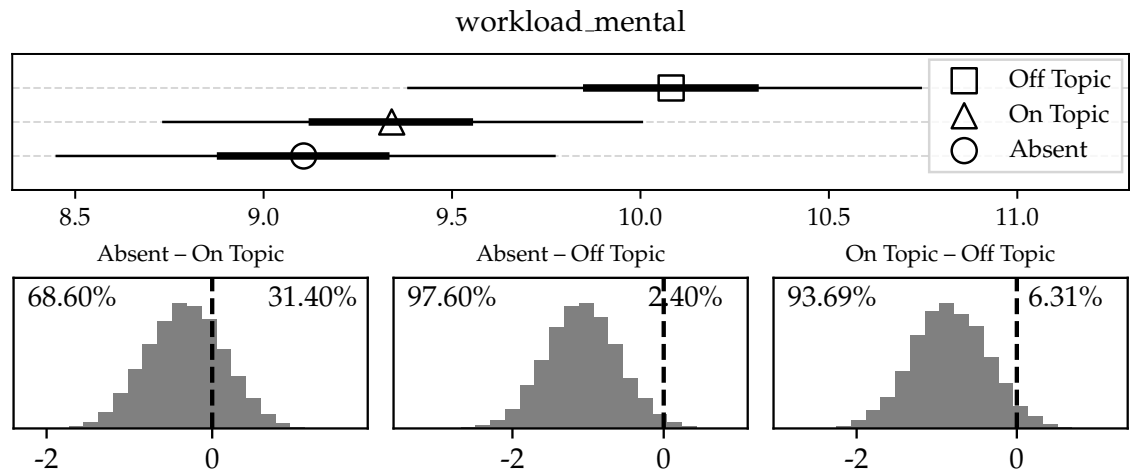 workload_mental
Off Topic
On Topic
Absent
8.5 9.0 9.5 10.0 10.5 11.0
Absent – On Topic Absent – Off Topic On Topic – Off Topic
68.60% 31.40% 97.60% 2.40% 93.69% 6.31%
-2 0 -2 0 -2 0